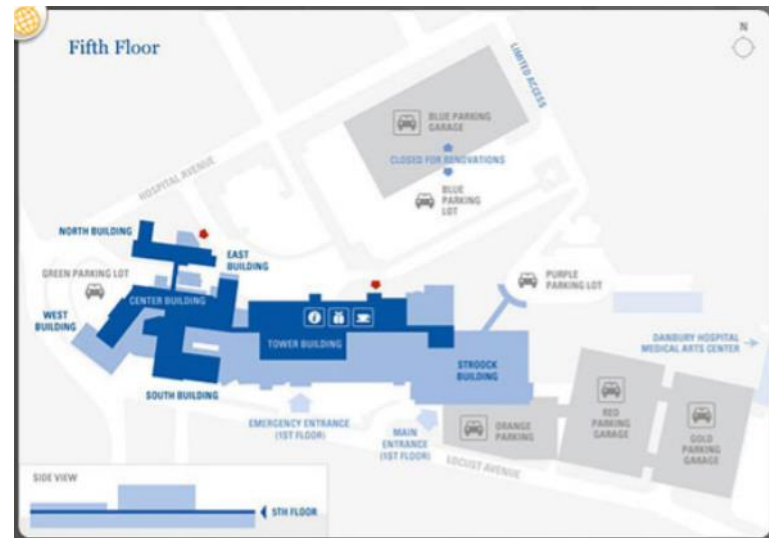 Fifth Floor
N
LIMITED ACCESS
BLUE PARKING
GARAGE
CLOSED FOR RENOVATIONS
BLUE
PARKING
LOT
HOSPITAL AVENUE
NORTH BUILDING
EAST
BUILDING
GREEN PARKING LOT
CENTER BUILDING
WEST
BUILDING
PURPLE
PARKING LOT
TOWER BUILDING
STROOCK
BUILDING
DANBURY HOSPITAL
MEDICAL ARTS CENTER
SOUTH BUILDING
EMERGENCY ENTRANCE
(1ST FLOOR)
MAIN
ENTRANCE
(1ST FLOOR)
ORANGE
PARKING
RED
PARKING
GARAGE
GOLD
PARKING
GARAGE
LOCUST AVENUE
SIDE VIEW
5TH FLOOR